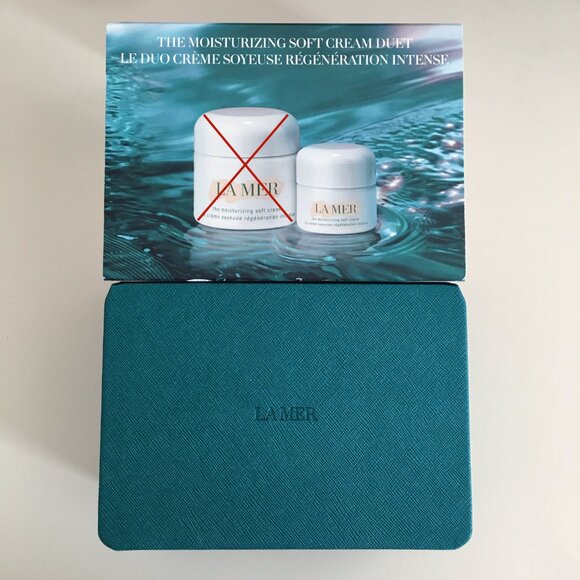 THE MOISTURIZING SOFT CREAM DUET
LE DUO CRÈME SOYEUSE RÉGÉNÉRATION INTENSE
LA MER
the moisturizing soft cream
crème soyeuse régénération
LA MER
the moisturizing soft cream
la crème soyeuse régénération intense
LA MER